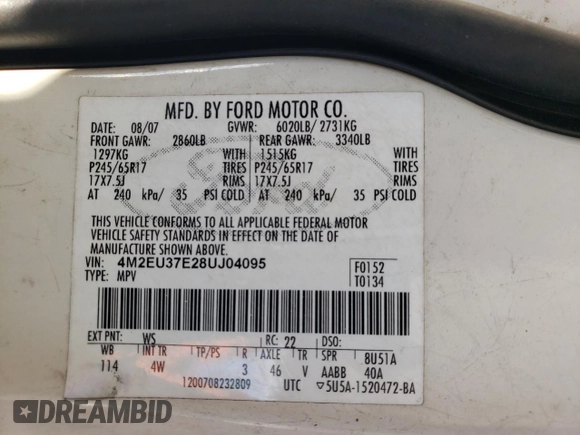 MFD. BY FORD MOTOR CO.
DATE: 08/07 GVWR: 6020LB/ 2731KG
FRONT GAWR: 2860LB REAR GAWR: 3340LB
1297KG WITH 1515KG WITH
P245/65R17 TIRES P245/65R17 TIRES
17X7.5J RIMS 17X7.5J RIMS
AT 240 kPa/ 35 PSI COLD AT 240 kPa/ 35 PSI COLD
THIS VEHICLE CONFORMS TO ALL APPLICABLE FEDERAL MOTOR
VEHICLE SAFETY STANDARDS IN EFFECT ON THE DATE OF
MANUFACTURE SHOWN ABOVE.
VIN: 4M2EU37E28UJ04095 F0152
TYPE: MPV T0134
EXT PNT: WS RC: 22 DSO:
WB INT TR TP/PS R AXLE TR SPR 8U51A
114 4W 3 46 V AABB 40A
1200708232809 UTC ▽5U5A-1520472-BA
Ford